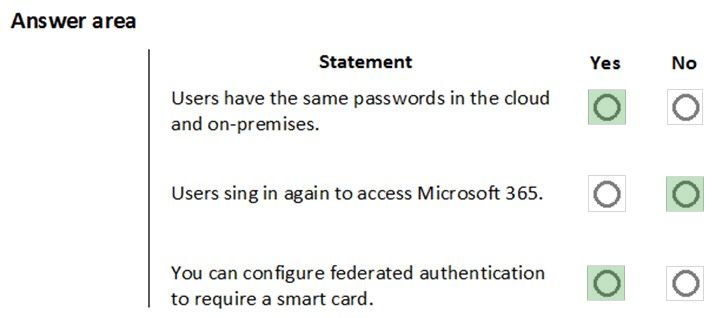 Answer area
Statement Yes No
Users have the same passwords in the cloud
and on-premises.
Users sing in again to access Microsoft 365.
You can configure federated authentication
to require a smart card.